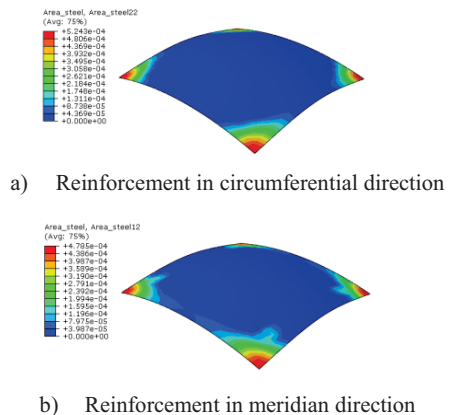 Area_steel, Area_steel22
(Avg: 75%)
+5.243e-04
+4.806e-04
+4.369e-04
+3.932e-04
+3.495e-04
+3.058e-04
+2.621e-04
+2.184e-04
+1.748e-04
+1.311e-04
+8.738e-05
+4.369e-05
+0.000e+00
a) Reinforcement in circumferential direction
Area_steel, Area_steel12
(Avg: 75%)
+4.785e-04
+4.386e-04
+3.987e-04
+3.589e-04
+3.190e-04
+2.791e-04
+2.392e-04
+1.994e-04
+1.595e-04
+1.196e-04
+7.975e-05
+3.987e-05
+0.000e+00
b) Reinforcement in meridian direction